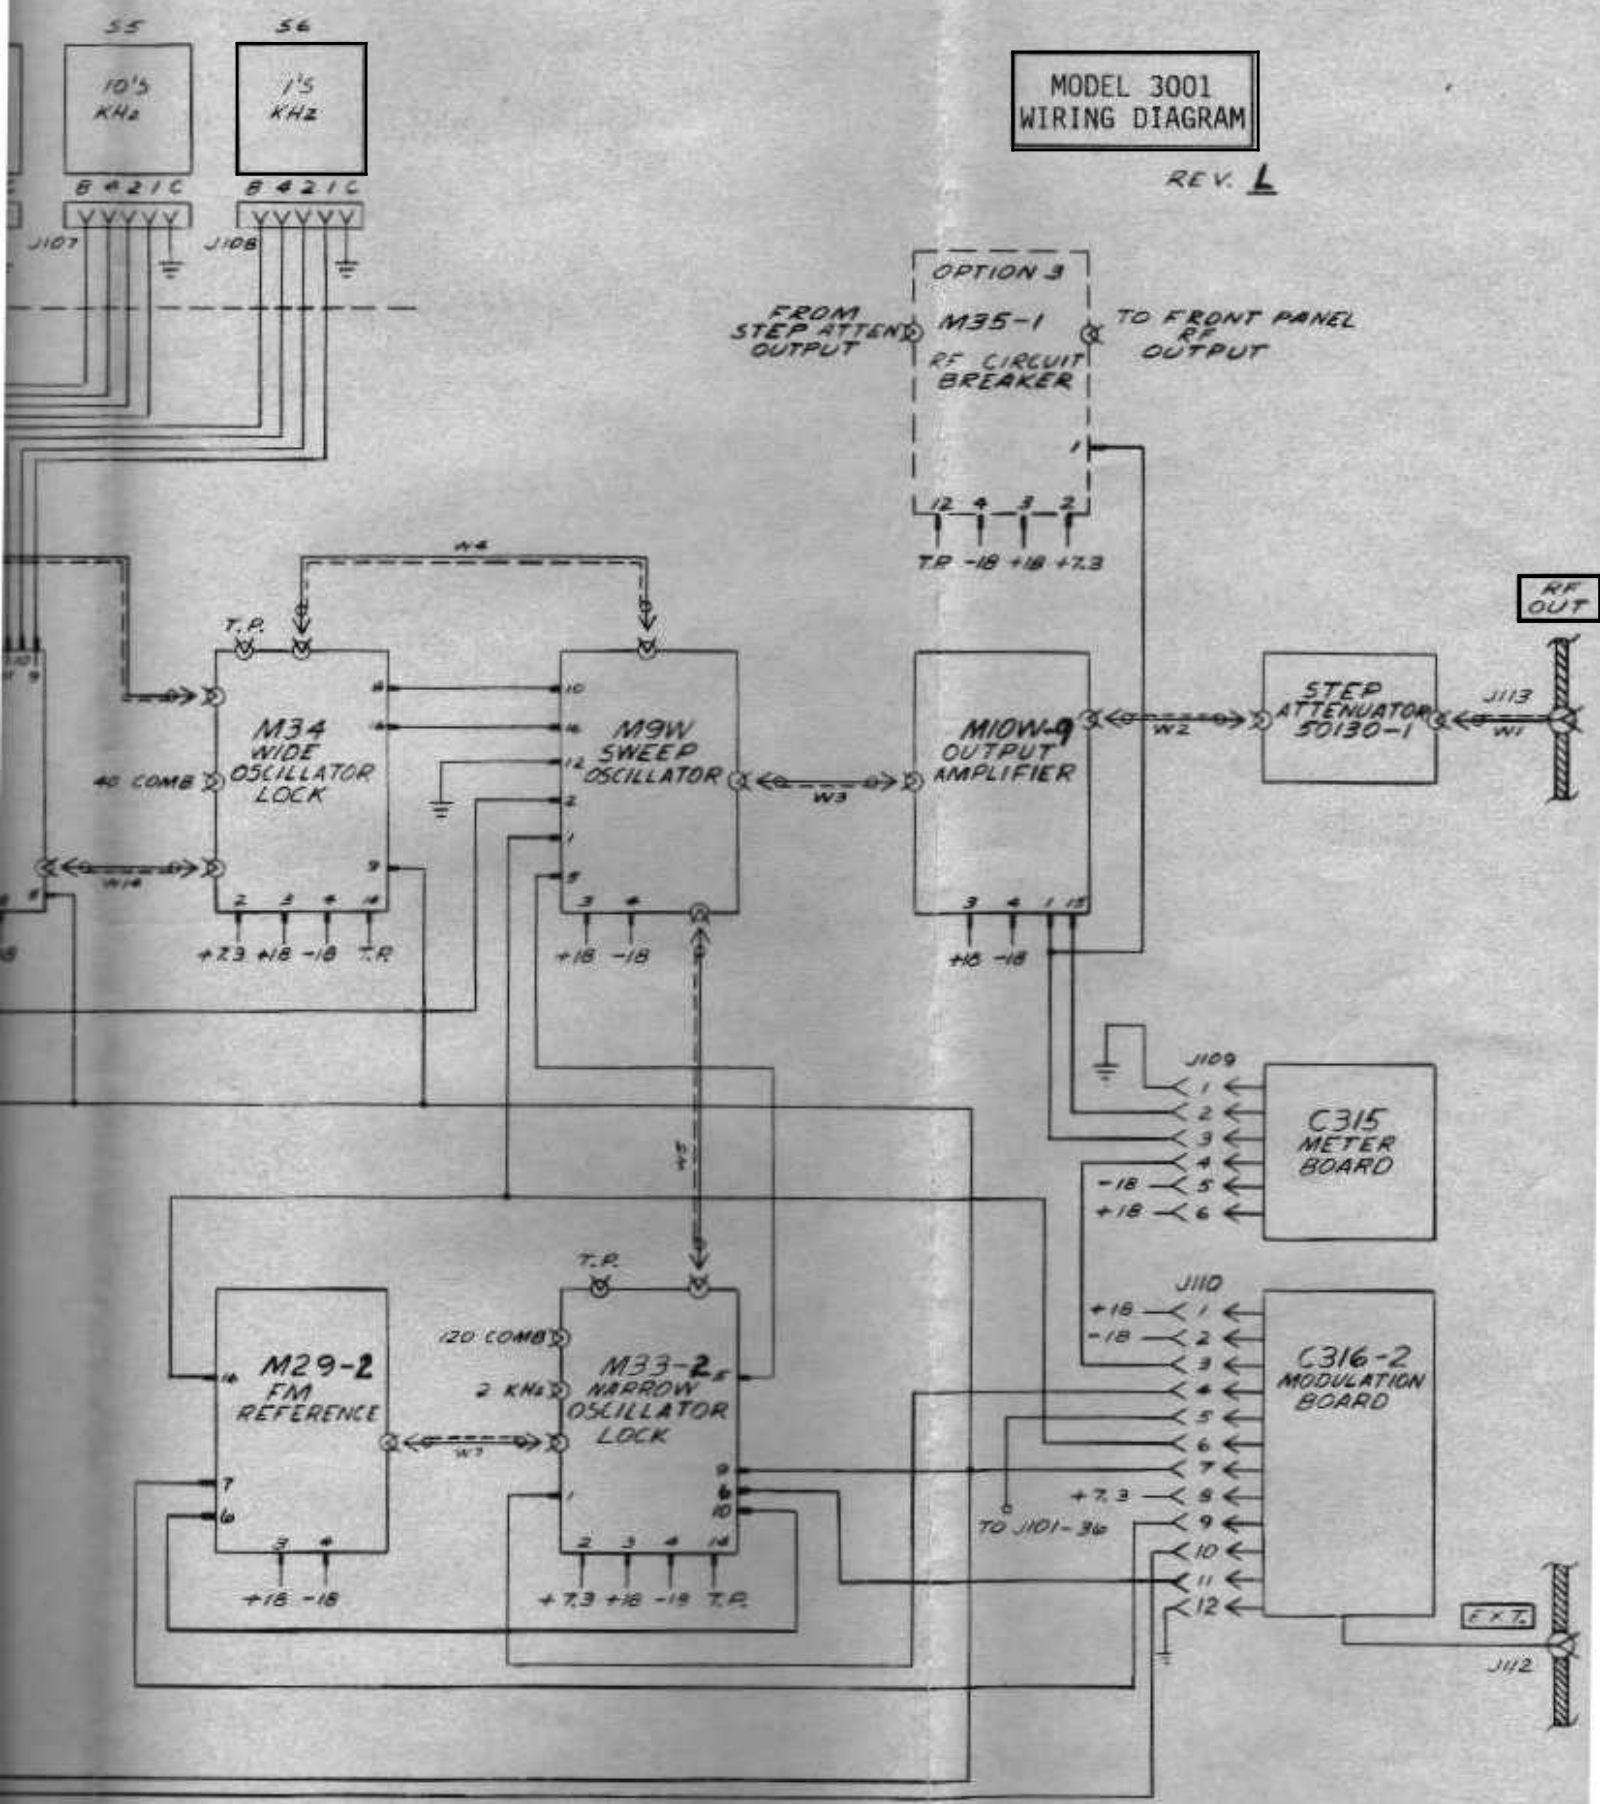 S5
S6
10'S
KHz
1'S
KHz
MODEL 3001
WIRING DIAGRAM
REV. L
8 4 2 1 C
8 4 2 1 C
J107
J108
OPTION 3
M35-1
RF CIRCUIT
BREAKER
FROM
STEP ATTEN
OUTPUT
TO FRONT PANEL
RF
OUTPUT
1
12 4 3 2
T.P. -18 +18 +7.3
W4
RF
OUT
T.P.
10
9
M34
WIDE
OSCILLATOR
LOCK
40 COMB
9
2 3 4 14
+7.3 +18 -18 T.P.
M9W
SWEEP
OSCILLATOR
10
12
2
1
5
3 4
+18 -18
W3
M10W-9
OUTPUT
AMPLIFIER
3 4 1 15
+18 -18
W2
STEP
ATTENUATOR
50130-1
J113
W1
W5
J109
1
2
3
4
-18 5
+18 6
C315
METER
BOARD
T.P.
120 COMB
2 KHz
M29-2
FM
REFERENCE
14
7
6
3 4
+18 -18
W7
M33-2
NARROW
OSCILLATOR
LOCK
5
9
6
10
1
2 3 4 14
+7.3 +18 -18 T.P.
J110
+18 1
-18 2
3
4
5
6
7
+7.3 8
9
10
11
12
TO J101-36
C316-2
MODULATION
BOARD
EXT.
J112